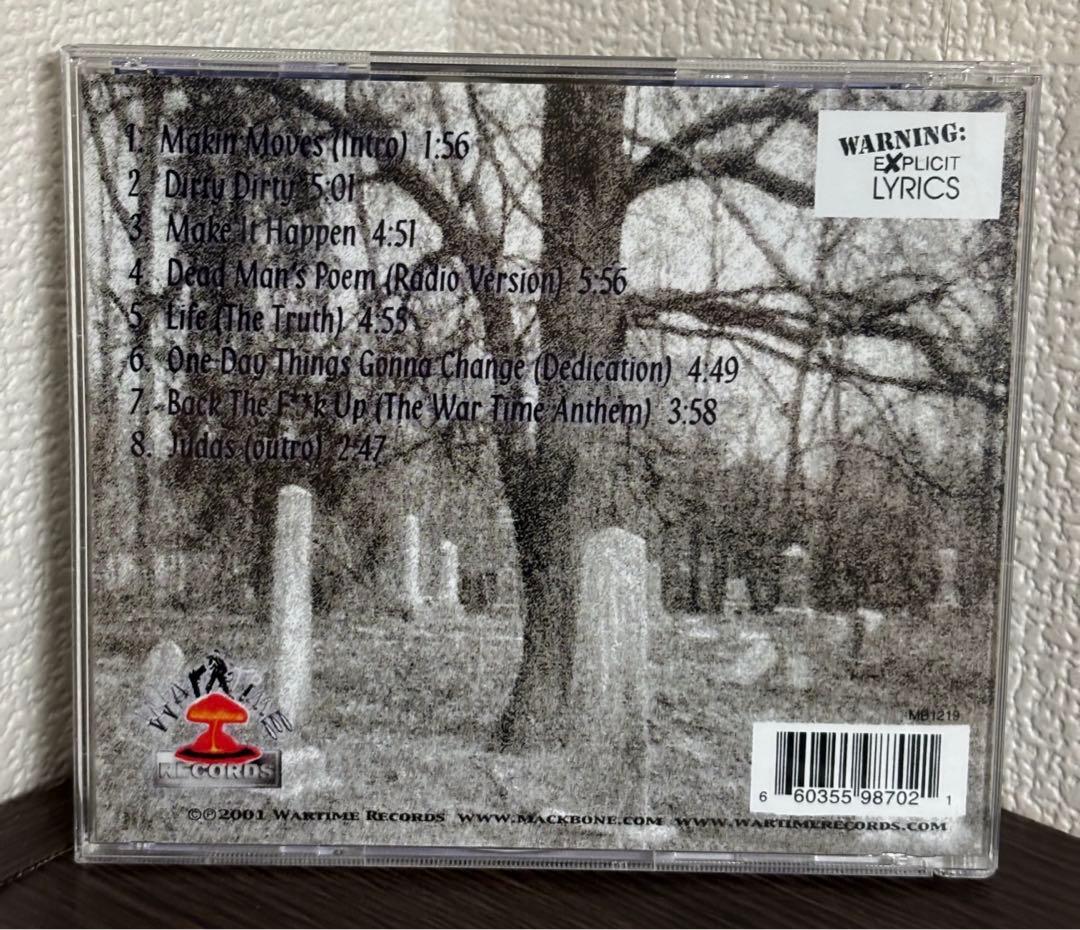 1. Makin Moves (Intro) 1:56
2. Dirty Dirty 5:01
3. Make It Happen 4:51
4. Dead Man's Poem (Radio Version) 5:56
5. Life (The Truth) 4:55
6. One Day Things Gonna Change (Dedication) 4:49
7. Back The F**k Up (The War Time Anthem) 3:58
8. Judas (outro) 2:47
WARNING:
EXPLICIT
LYRICS
WarTime
RECORDS
MB1219
6 60355 98702 1
©℗2001 WARTIME RECORDS WWW.MACKBONE.COM WWW.WARTIMERECORDS.COM